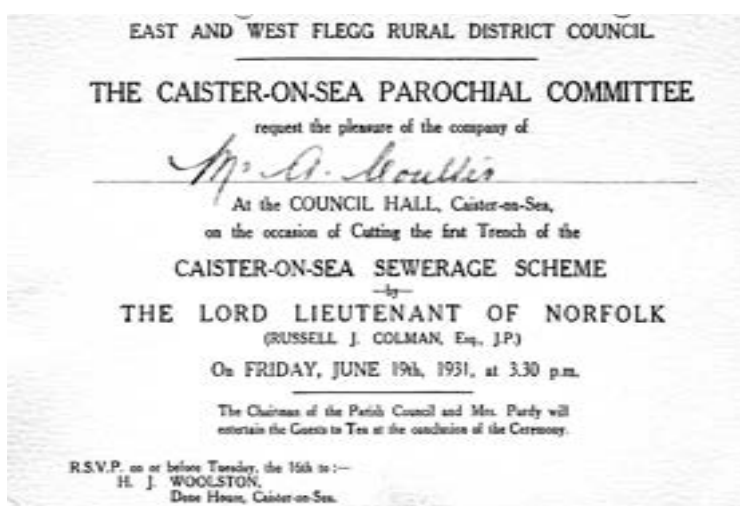 EAST AND WEST FLEGG RURAL DISTRICT COUNCIL.
THE CAISTER-ON-SEA PAROCHIAL COMMITTEE
request the pleasure of the company of
Mr A.
At the COUNCIL HALL, Caister-on-Sea,
on the occasion of Cutting the first Trench of the
CAISTER-ON-SEA SEWERAGE SCHEME
—by—
THE LORD LIEUTENANT OF NORFOLK
(RUSSELL J. COLMAN, Esq., J.P.)
On FRIDAY, JUNE 19th, 1931, at 3.30 p.m.
The Chairman of the Parish Council and Mrs. Purdy will
entertain the Guests to Tea at the conclusion of the Ceremony.
R.S.V.P. on or before Tuesday, the 16th to :—
H. J. WOOLSTON,
Dene House, Caister-on-Sea.